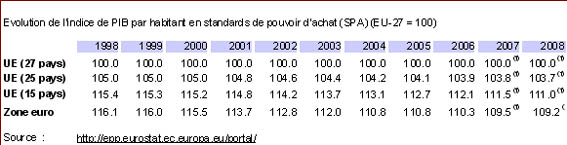 Evolution de l'indice de PIB par habitant en standards de pouvoir d'achat (SPA) (EU-27 = 100)
1998 1999 2000 2001 2002 2003 2004 2005 2006 2007 2008
UE (27 pays) 100.0 100.0 100.0 100.0 100.0 100.0 100.0 100.0 100.0 100.0 (f) 100.0 (f)
UE (25 pays) 105.0 105.0 105.0 104.8 104.6 104.4 104.2 104.1 103.9 103.8 (f) 103.7 (f)
UE (15 pays) 115.4 115.3 115.2 114.8 114.2 113.7 113.1 112.7 112.1 111.5 (f) 111.0 (f)
Zone euro 116.1 116.0 115.5 113.7 112.8 112.0 110.8 110.8 110.3 109.5 (f) 109.2 (
Source : http://epp.eurostat.ec.europa.eu/portal/